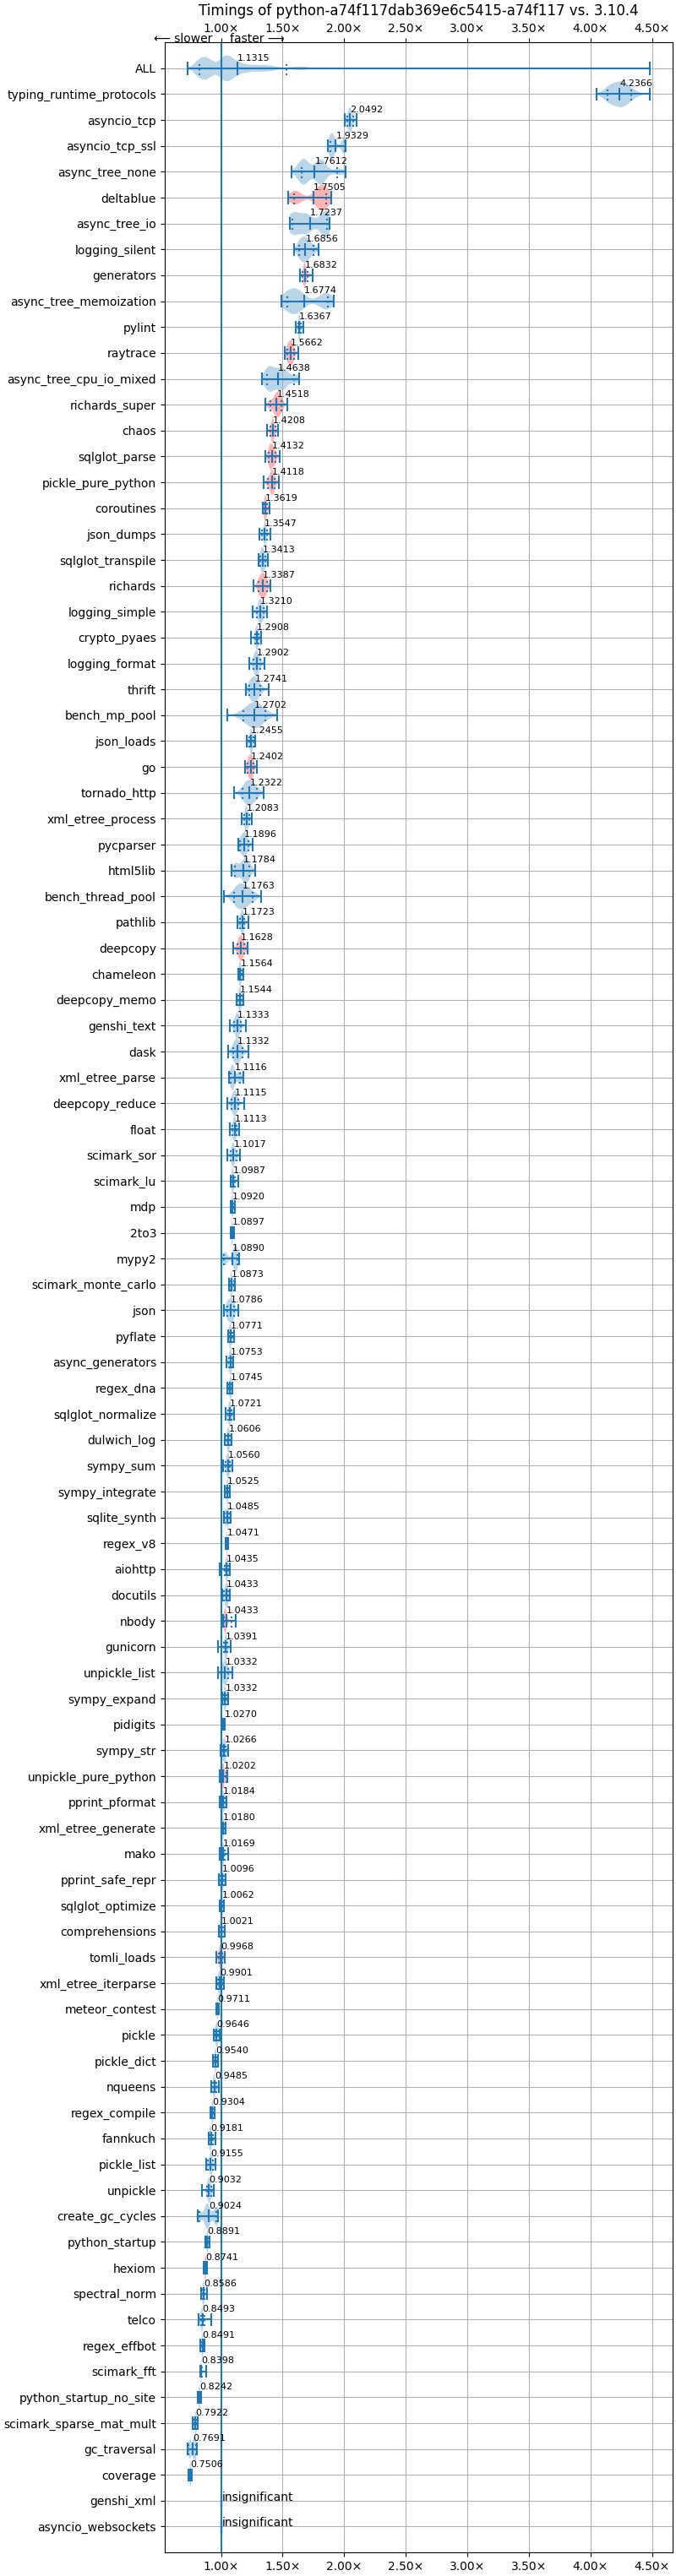 Timings of python-a74f117dab369e6c5415-a74f117 vs. 3.10.4
1.00× 1.50× 2.00× 2.50× 3.00× 3.50× 4.00× 4.50×
⟵ slower faster ⟶
ALL 1.1315
typing_runtime_protocols 4.2366
asyncio_tcp 2.0492
asyncio_tcp_ssl 1.9329
async_tree_none 1.7612
deltablue 1.7505
async_tree_io 1.7237
logging_silent 1.6856
generators 1.6832
async_tree_memoization 1.6774
pylint 1.6367
raytrace 1.5662
async_tree_cpu_io_mixed 1.4638
richards_super 1.4518
chaos 1.4208
sqlglot_parse 1.4132
pickle_pure_python 1.4118
coroutines 1.3619
json_dumps 1.3547
sqlglot_transpile 1.3413
richards 1.3387
logging_simple 1.3210
crypto_pyaes 1.2908
logging_format 1.2902
thrift 1.2741
bench_mp_pool 1.2702
json_loads 1.2455
go 1.2402
tornado_http 1.2322
xml_etree_process 1.2083
pycparser 1.1896
html5lib 1.1784
bench_thread_pool 1.1763
pathlib 1.1723
deepcopy 1.1628
chameleon 1.1564
deepcopy_memo 1.1544
genshi_text 1.1333
dask 1.1332
xml_etree_parse 1.1116
deepcopy_reduce 1.1115
float 1.1113
scimark_sor 1.1017
scimark_lu 1.0987
mdp 1.0920
2to3 1.0897
mypy2 1.0890
scimark_monte_carlo 1.0873
json 1.0786
pyflate 1.0771
async_generators 1.0753
regex_dna 1.0745
sqlglot_normalize 1.0721
dulwich_log 1.0606
sympy_sum 1.0560
sympy_integrate 1.0525
sqlite_synth 1.0485
regex_v8 1.0471
aiohttp 1.0435
docutils 1.0433
nbody 1.0433
gunicorn 1.0391
unpickle_list 1.0332
sympy_expand 1.0332
pidigits 1.0270
sympy_str 1.0266
unpickle_pure_python 1.0202
pprint_pformat 1.0184
xml_etree_generate 1.0180
mako 1.0169
pprint_safe_repr 1.0096
sqlglot_optimize 1.0062
comprehensions 1.0021
tomli_loads 0.9968
xml_etree_iterparse 0.9901
meteor_contest 0.9711
pickle 0.9646
pickle_dict 0.9540
nqueens 0.9485
regex_compile 0.9304
fannkuch 0.9181
pickle_list 0.9155
unpickle 0.9032
create_gc_cycles 0.9024
python_startup 0.8891
hexiom 0.8741
spectral_norm 0.8586
telco 0.8493
regex_effbot 0.8491
scimark_fft 0.8398
python_startup_no_site 0.8242
scimark_sparse_mat_mult 0.7922
gc_traversal 0.7691
coverage 0.7506
genshi_xml insignificant
asyncio_websockets insignificant
1.00× 1.50× 2.00× 2.50× 3.00× 3.50× 4.00× 4.50×